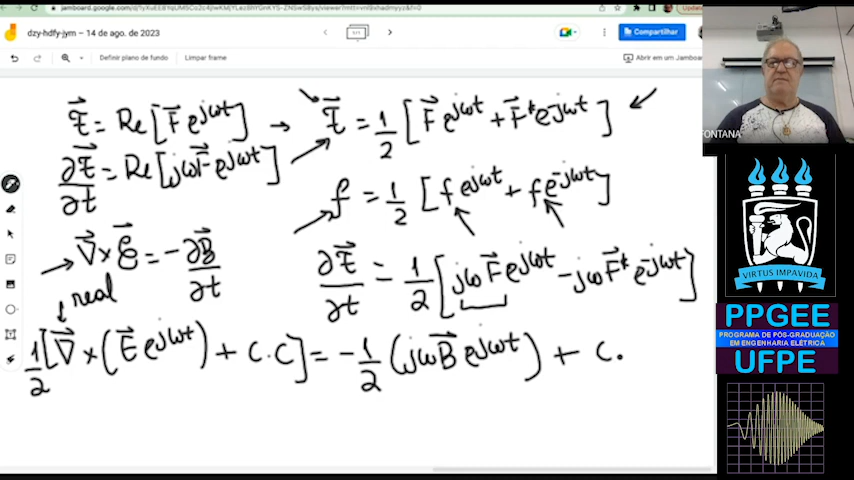 jamboard.google.com
dzy-hdfy-jym – 14 de ago. de 2023
1/1
Compartilhar
Definir plano de fundo
Limpar frame
Abrir em um Jamboard
FONTANA
ℱ⃗ = Re[F⃗ e^{jωt}] → ℱ⃗ = 1/2 [F⃗ e^{jωt} + F⃗* e^{-jωt}]
∂ℱ⃗/∂t = Re[jωF⃗ e^{jωt}]
f = 1/2 [f e^{jωt} + f e^{-jωt}]
∇⃗ × ℰ⃗ = -∂B⃗/∂t
∂ℱ⃗/∂t = 1/2 [jωF⃗ e^{jωt} - jωF⃗* e^{-jωt}]
real
1/2 [∇⃗ × (E⃗ e^{jωt}) + C.C] = -1/2 (jωB⃗ e^{jωt}) + C.
VIRTUS IMPAVIDA
PPGEE
PROGRAMA DE PÓS-GRADUAÇÃO
EM ENGENHARIA ELÉTRICA
UFPE